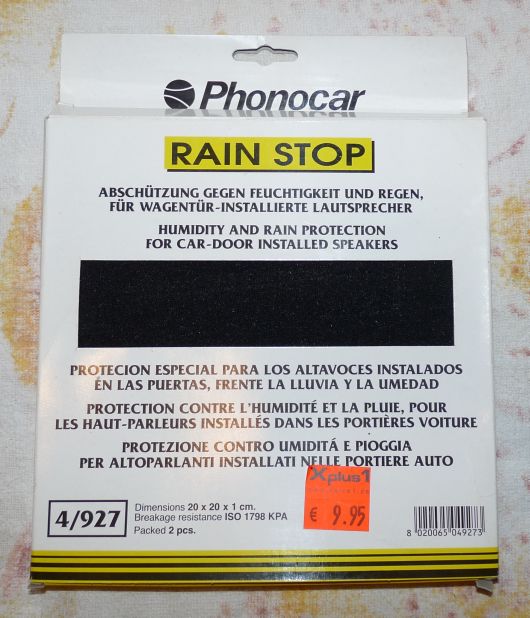 Phonocar
RAIN STOP
ABSCHÜTZUNG GEGEN FEUCHTIGKEIT UND REGEN,
FÜR WAGENTÜR-INSTALLIERTE LAUTSPRECHER
HUMIDITY AND RAIN PROTECTION
FOR CAR-DOOR INSTALLED SPEAKERS
PROTECION ESPECIAL PARA LOS ALTAVOCES INSTALADOS
ÉN LAS PUERTAS, FRENTE LA LLUVIA Y LA UMEDAD
PROTECTION CONTRE L'HUMIDITÉ ET LA PLUIE, POUR
LES HAUT-PARLEURS INSTALLÉS DANS LES PORTIÈRES VOITURE
PROTEZIONE CONTRO UMIDITÁ E PIOGGIA
PER ALTOPARLANTI INSTALLATI NELLE PORTIERE AUTO
Xplus1
€ 9.95
4/927
Dimensions 20 x 20 x 1 cm.
Breakage resistance ISO 1798 KPA
Packed 2 pcs.
8 020065 049273